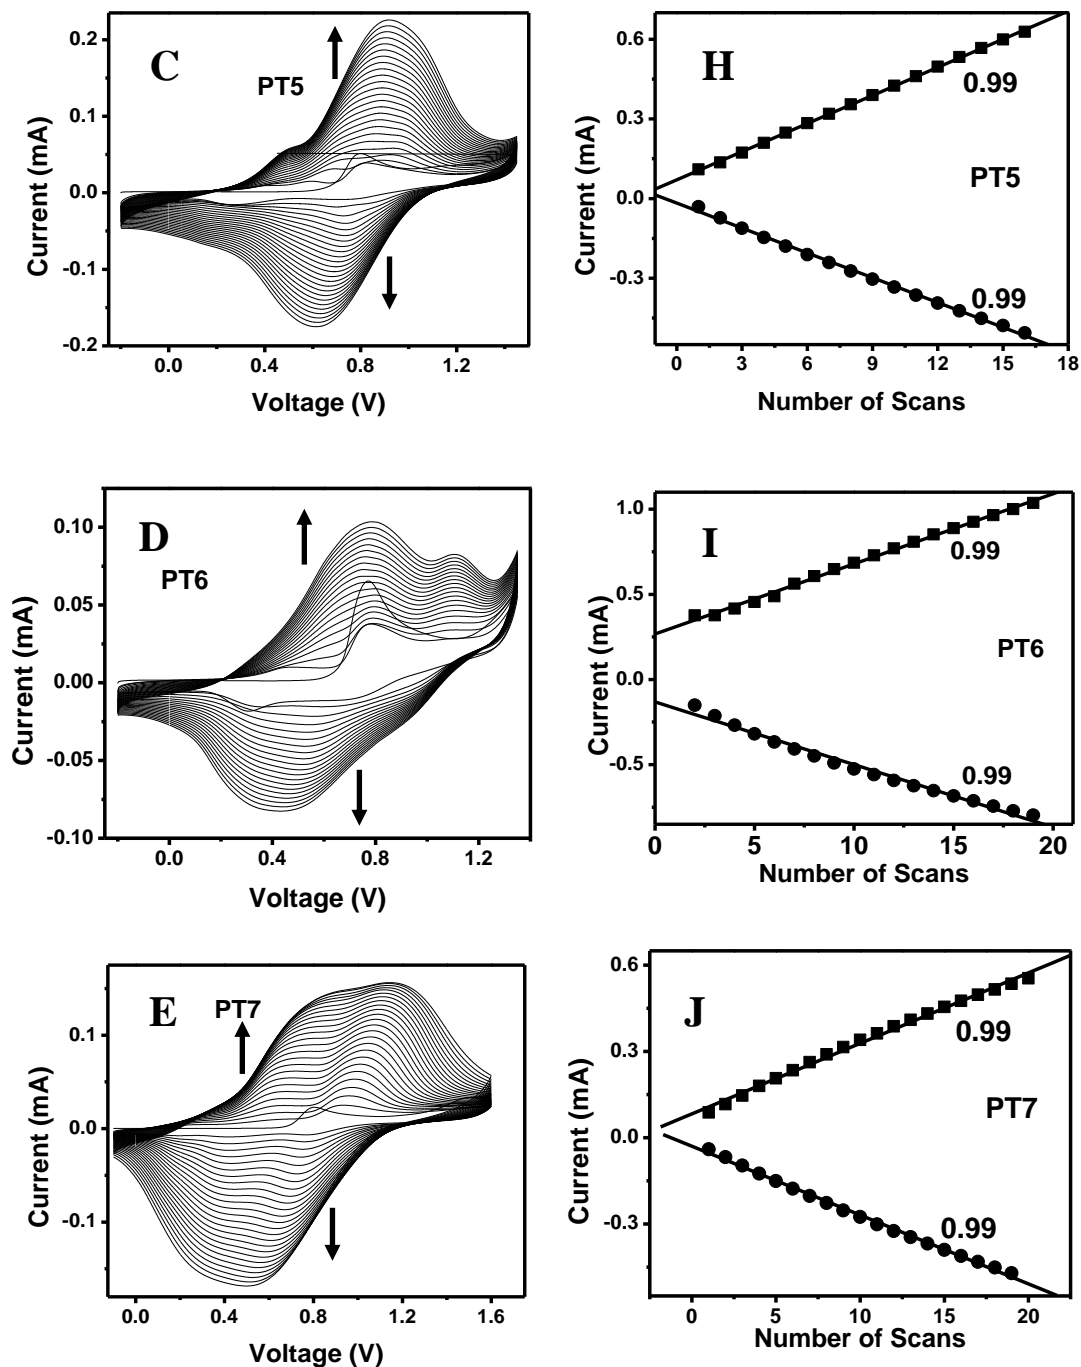 C
PT5
0.2
0.1
0.0
-0.1
-0.2
Current (mA)
0.0 0.4 0.8 1.2
Voltage (V)
H
0.6
0.3
0.0
-0.3
Current (mA)
0.99
PT5
0.99
0 3 6 9 12 15 18
Number of Scans
D
PT6
0.10
0.05
0.00
-0.05
-0.10
Current (mA)
0.0 0.4 0.8 1.2
Voltage (V)
I
1.0
0.5
0.0
-0.5
Current (mA)
0.99
PT6
0.99
0 5 10 15 20
Number of Scans
E
PT7
0.1
0.0
-0.1
Current (mA)
0.0 0.4 0.8 1.2 1.6
Voltage (V)
J
0.6
0.3
0.0
-0.3
Current (mA)
0.99
PT7
0.99
0 5 10 15 20
Number of Scans